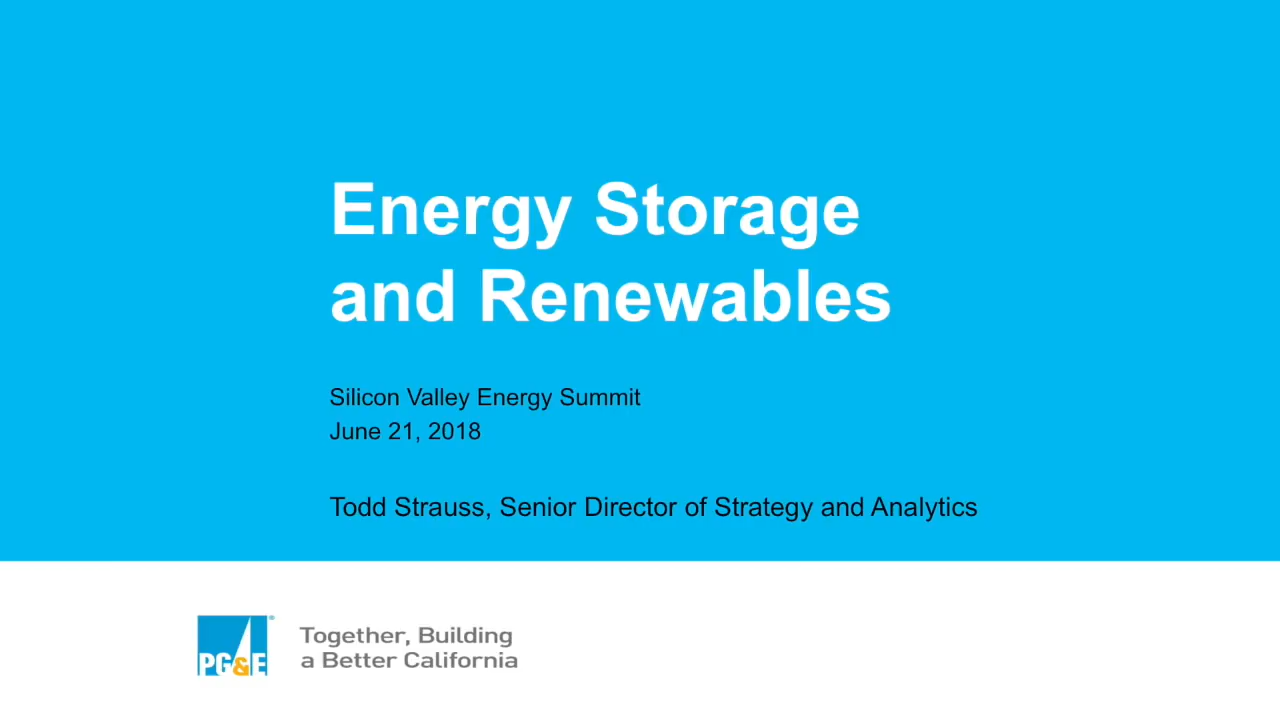 Energy Storage
and Renewables
Silicon Valley Energy Summit
June 21, 2018
Todd Strauss, Senior Director of Strategy and Analytics
PG&E®
Together, Building
a Better California